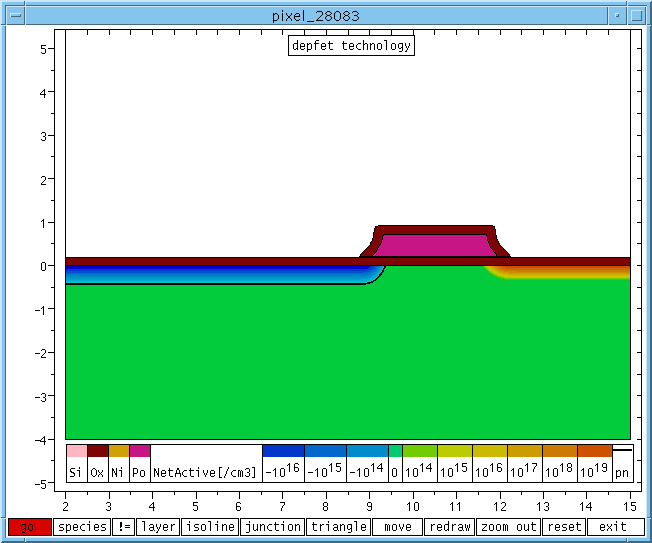 pixel_28083
depfet technology
5
4
3
2
1
0
-1
-2
-3
-4
-5
Si Ox Ni Po NetActive[/cm3] -10^16 -10^15 -10^14 0 10^14 10^15 10^16 10^17 10^18 10^19 pn
2 3 4 5 6 7 8 9 10 11 12 13 14 15
go species != layer isoline junction triangle move redraw zoom out reset exit